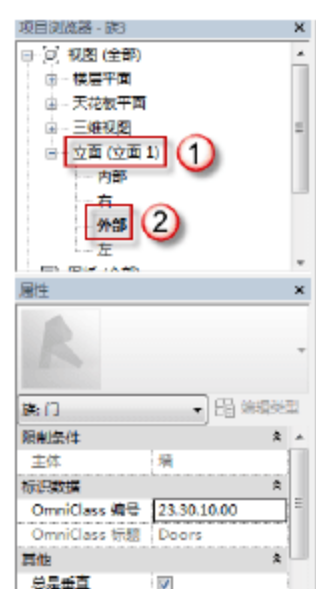 项目浏览器 - 族3
视图 (全部)
楼层平面
天花板平面
三维视图
立面 (立面 1)
1
内部
右
外部
2
左
属性
族: 门
编辑类型
限制条件
主体 墙
标识数据
OmniClass 编号 23.30.10.00
OmniClass 标题 Doors
其他
总是垂直